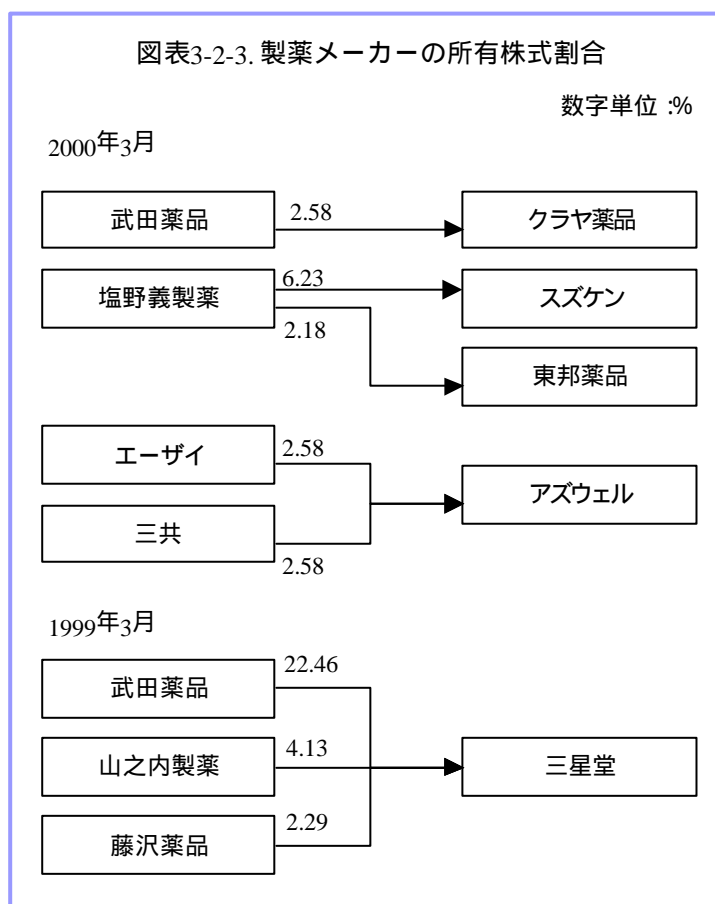 図表3-2-3. 製薬メーカーの所有株式割合
数字単位 :%
2000年3月
武田薬品
2.58
クラヤ薬品
塩野義製薬
6.23
スズケン
2.18
東邦薬品
エーザイ
2.58
アズウェル
三共
2.58
1999年3月
武田薬品
22.46
山之内製薬
4.13
三星堂
藤沢薬品
2.29